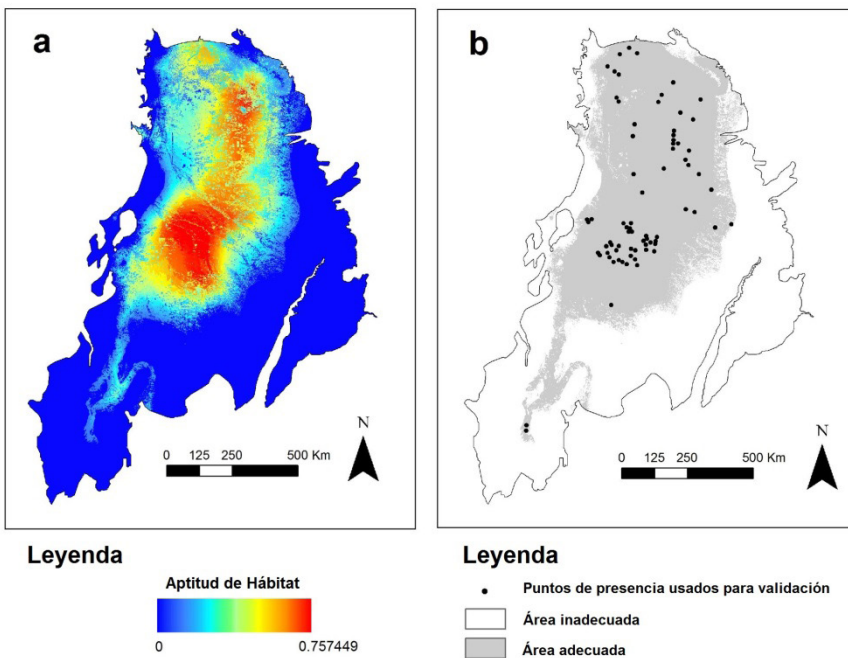 a
N
0 125 250 500 Km
Leyenda
Aptitud de Hábitat
0 0.757449
b
N
0 125 250 500 Km
Leyenda
Puntos de presencia usados para validación
Área inadecuada
Área adecuada